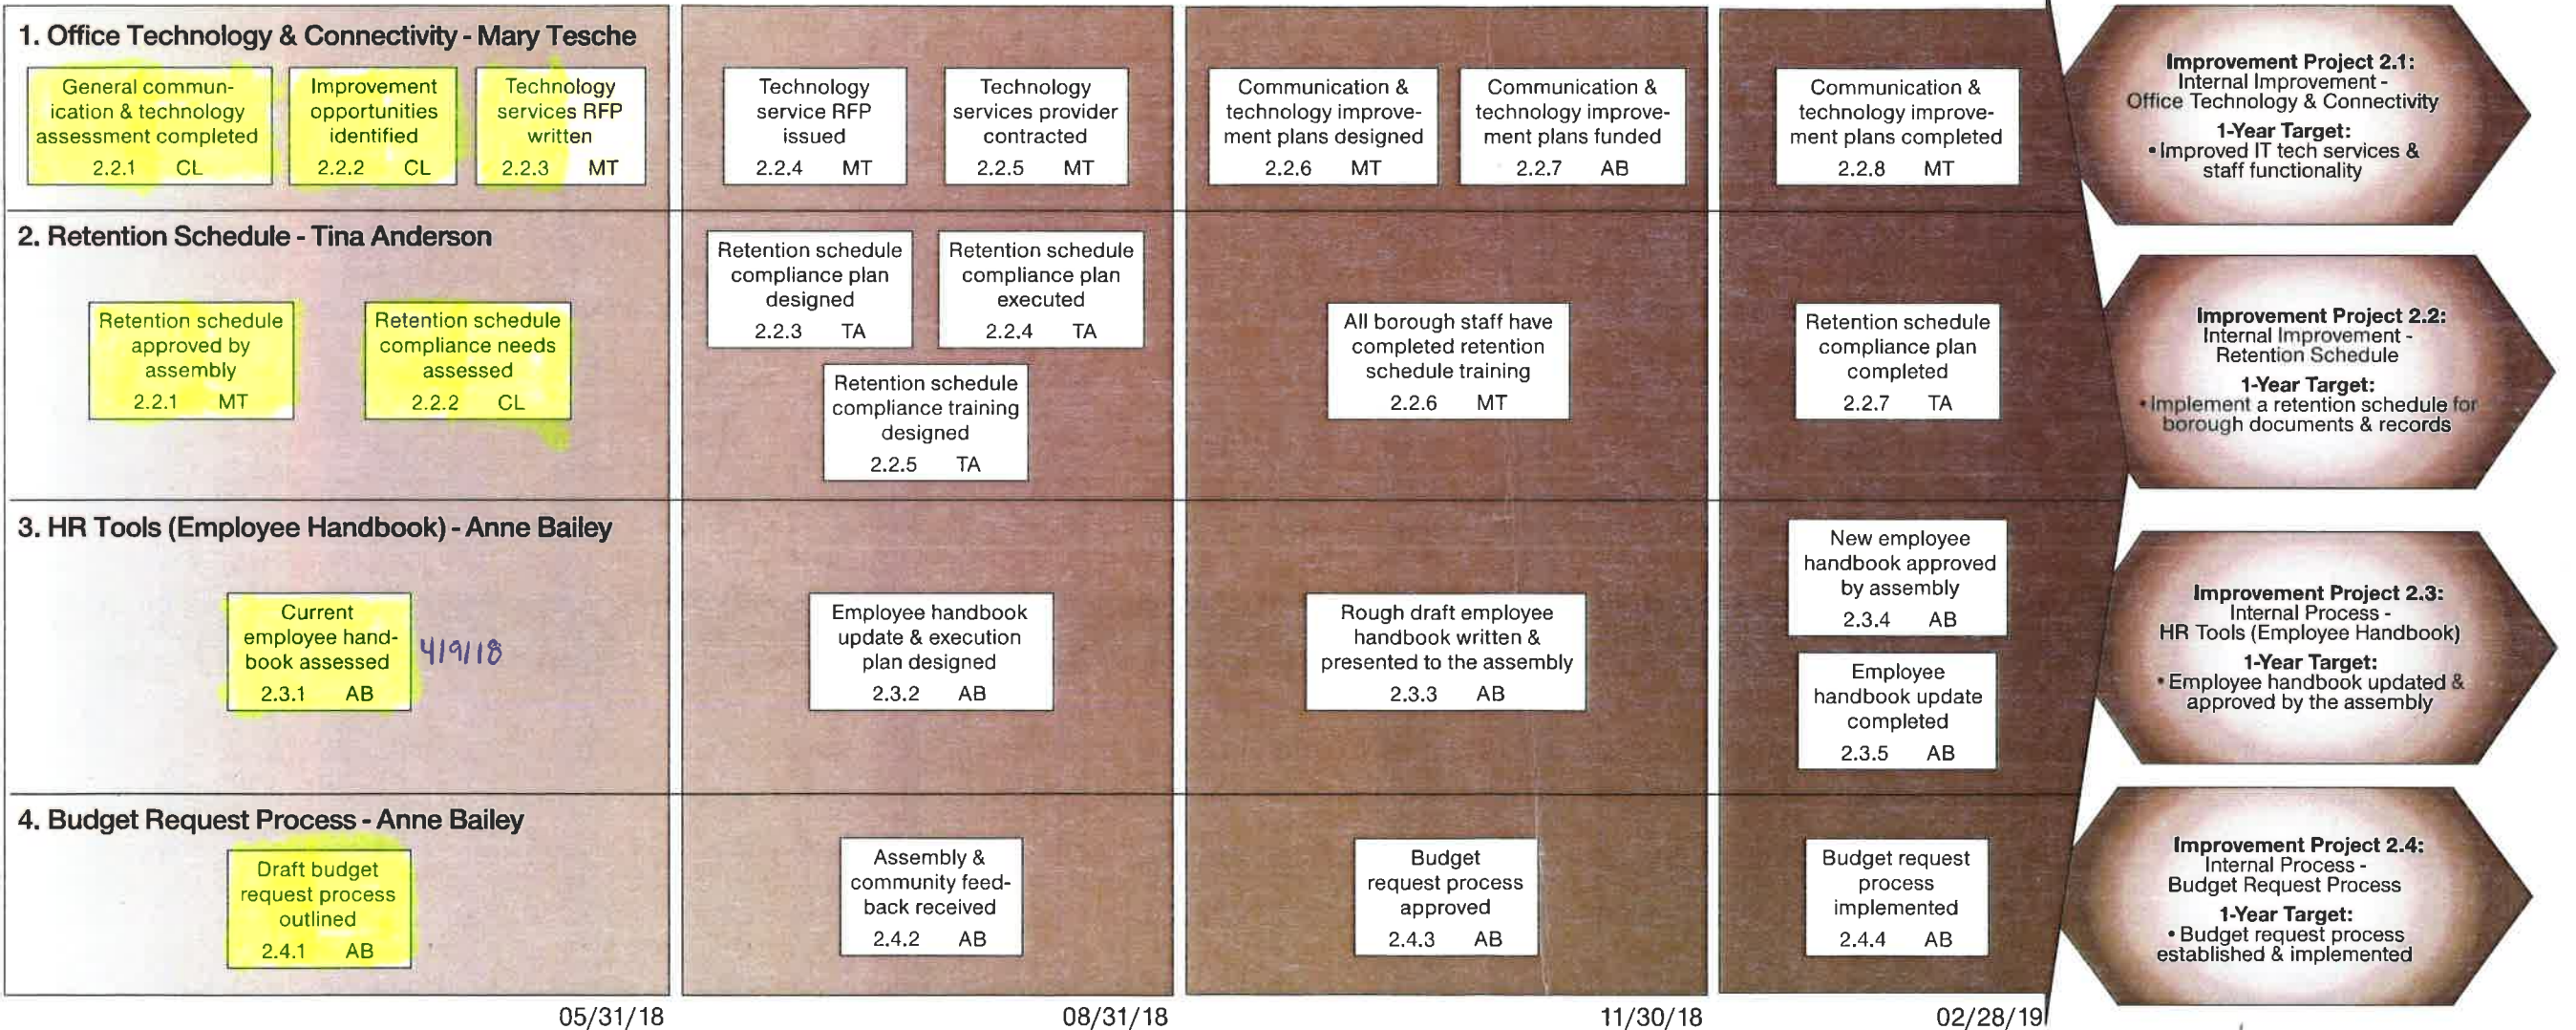 1. Office Technology & Connectivity - Mary Tesche
General commun-
ication & technology
assessment completed
2.2.1 CL
Improvement
opportunities
identified
2.2.2 CL
Technology
services RFP
written
2.2.3 MT
Technology
service RFP
issued
2.2.4 MT
Technology
services provider
contracted
2.2.5 MT
Communication &
technology improve-
ment plans designed
2.2.6 MT
Communication &
technology improve-
ment plans funded
2.2.7 AB
Communication &
technology improve-
ment plans completed
2.2.8 MT
Improvement Project 2.1:
Internal Improvement -
Office Technology & Connectivity
1-Year Target:
• Improved IT tech services &
staff functionality
2. Retention Schedule - Tina Anderson
Retention schedule
approved by
assembly
2.2.1 MT
Retention schedule
compliance needs
assessed
2.2.2 CL
Retention schedule
compliance plan
designed
2.2.3 TA
Retention schedule
compliance plan
executed
2.2.4 TA
Retention schedule
compliance training
designed
2.2.5 TA
All borough staff have
completed retention
schedule training
2.2.6 MT
Retention schedule
compliance plan
completed
2.2.7 TA
Improvement Project 2.2:
Internal Improvement -
Retention Schedule
1-Year Target:
• Implement a retention schedule for
borough documents & records
3. HR Tools (Employee Handbook) - Anne Bailey
Current
employee hand-
book assessed
2.3.1 AB
4/9/18
Employee handbook
update & execution
plan designed
2.3.2 AB
Rough draft employee
handbook written &
presented to the assembly
2.3.3 AB
New employee
handbook approved
by assembly
2.3.4 AB
Employee
handbook update
completed
2.3.5 AB
Improvement Project 2.3:
Internal Process -
HR Tools (Employee Handbook)
1-Year Target:
• Employee handbook updated &
approved by the assembly
4. Budget Request Process - Anne Bailey
Draft budget
request process
outlined
2.4.1 AB
Assembly &
community feed-
back received
2.4.2 AB
Budget
request process
approved
2.4.3 AB
Budget request
process
implemented
2.4.4 AB
Improvement Project 2.4:
Internal Process -
Budget Request Process
1-Year Target:
• Budget request process
established & implemented
05/31/18
08/31/18
11/30/18
02/28/19